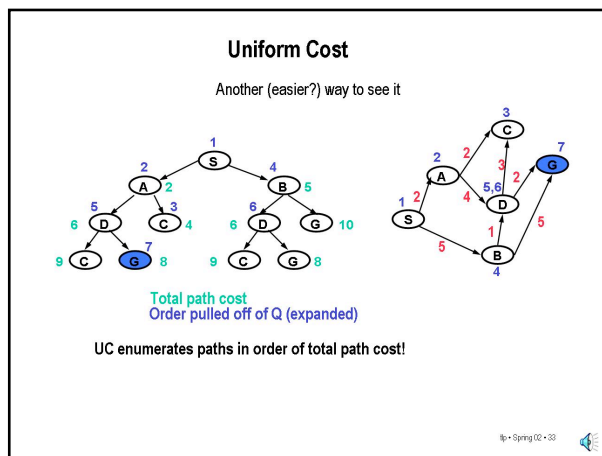 Uniform Cost
Another (easier?) way to see it
1
S
2
A
2
4
B
5
5
6
D
3
C
4
6
6
D
G
10
9
C
7
G
8
9
C
G
8
3
C
7
G
2
A
2
3
2
5,6
D
4
1
S
2
5
1
5
B
4
Total path cost
Order pulled off of Q (expanded)
UC enumerates paths in order of total path cost!
tlp • Spring 02 • 33